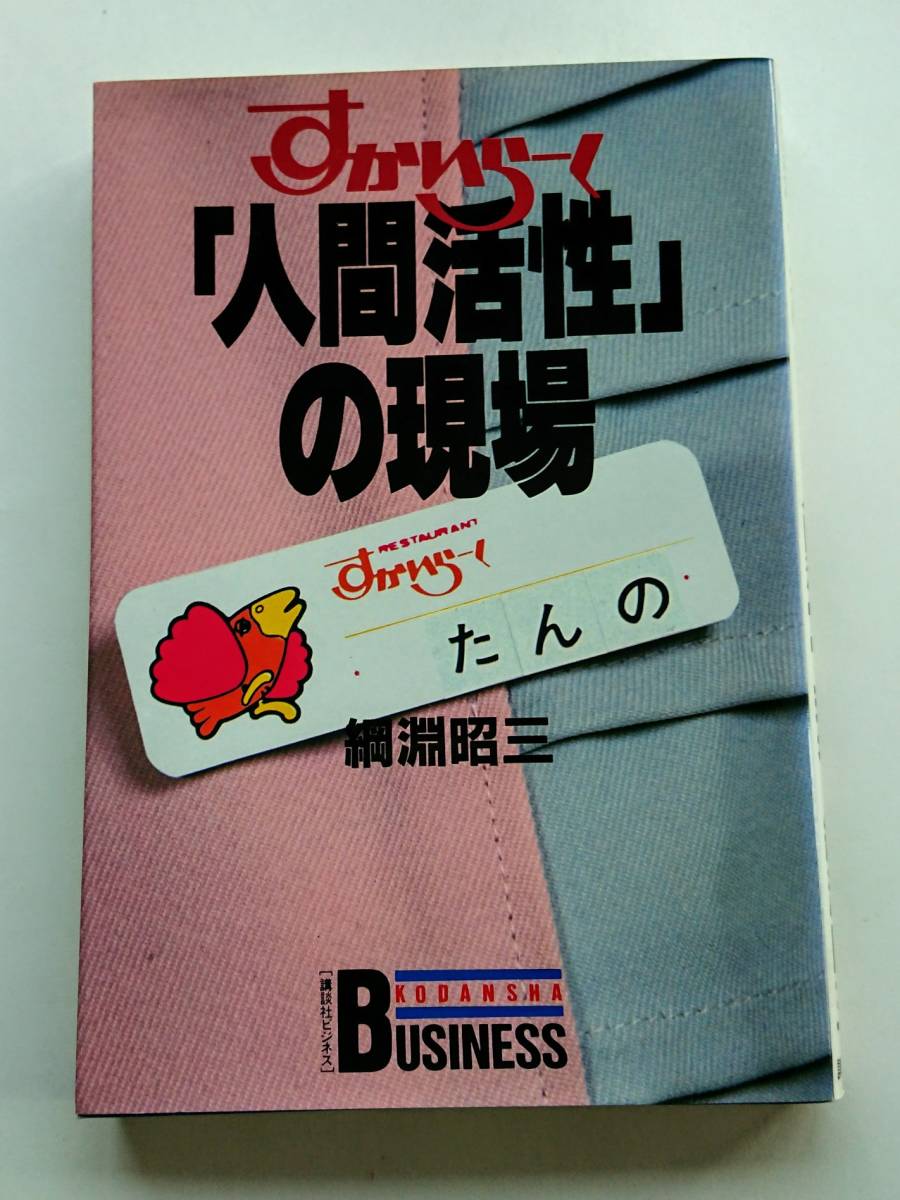 すかいらーく
「人間活性」
の現場
RESTAURANT
すかいらーく
たんの
綱淵昭三
[講談社ビジネス]
KODANSHA
BUSINESS